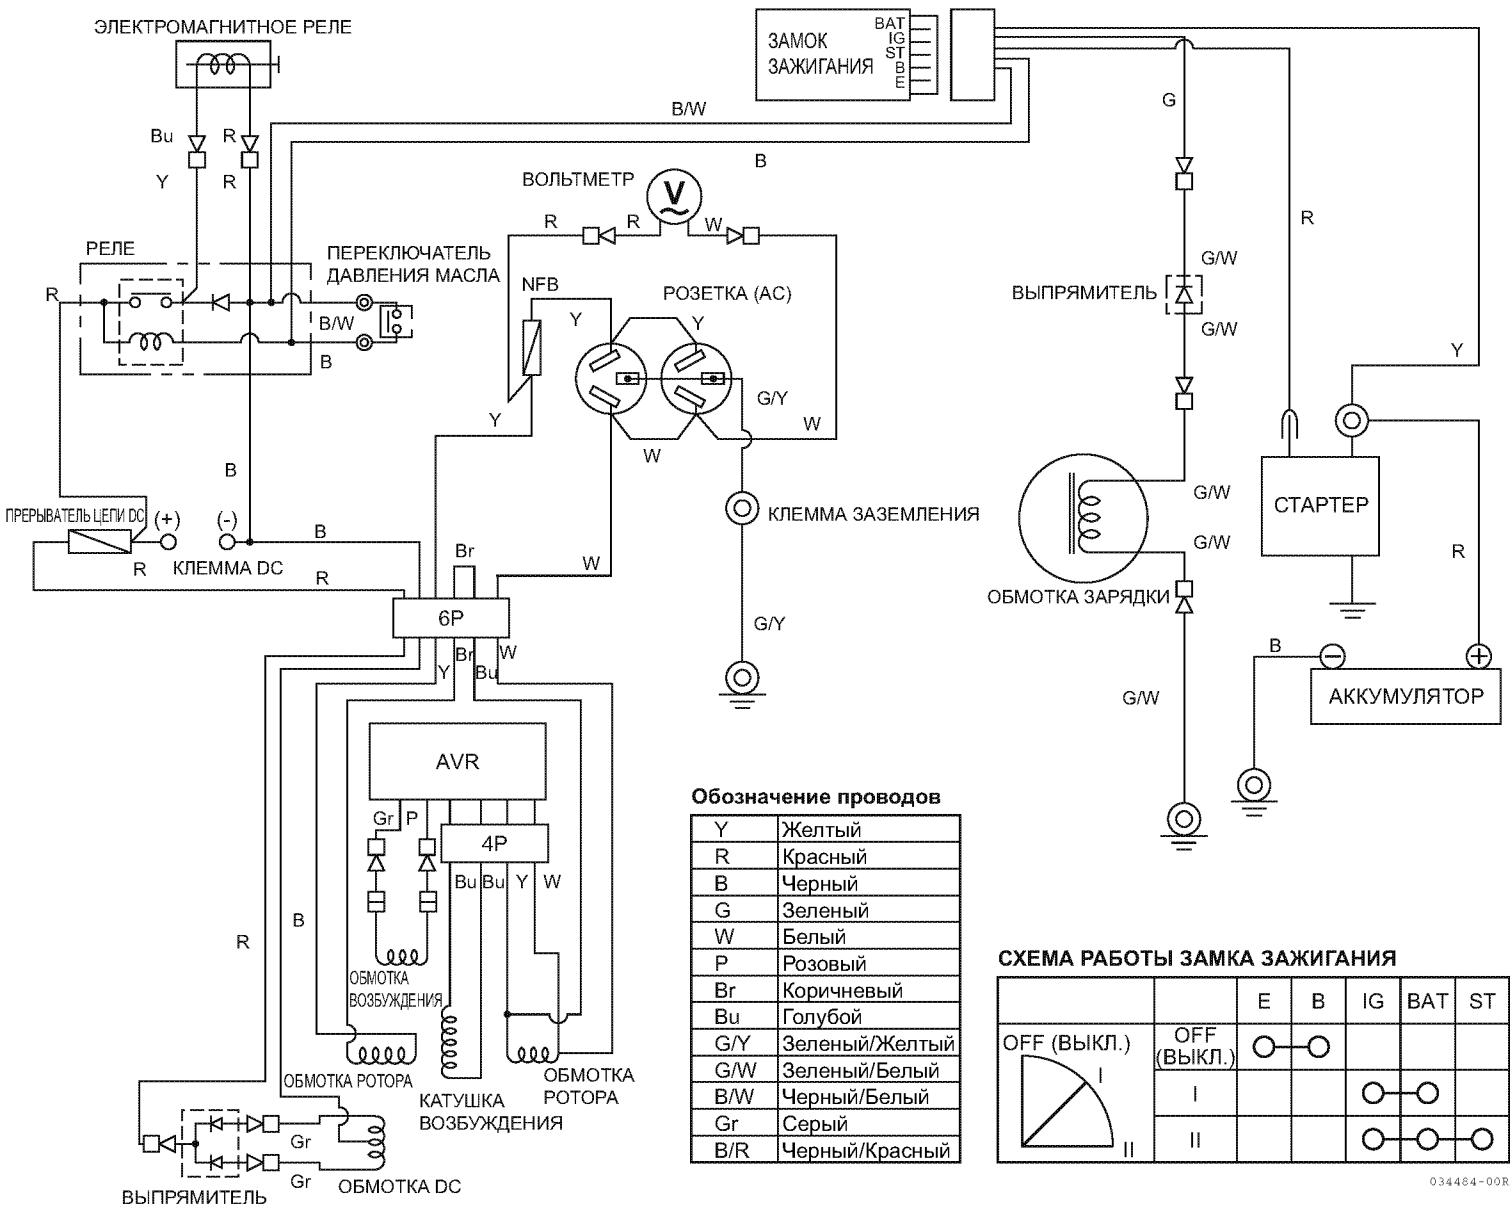 ЭЛЕКТРОМАГНИТНОЕ РЕЛЕ
ЗАМОК
ЗАЖИГАНИЯ
BAT
IG
ST
B
E
B/W
B
G
Bu
R
Y
R
R
ВОЛЬТМЕТР
V
R
R
W
РЕЛЕ
ПЕРЕКЛЮЧАТЕЛЬ
ДАВЛЕНИЯ МАСЛА
R
B/W
B
NFB
Y
РОЗЕТКА (AC)
Y
G/Y
W
W
Y
G/W
ВЫПРЯМИТЕЛЬ
G/W
Y
B
ПРЕРЫВАТЕЛЬ ЦЕПИ DC
(+)
(-)
R
КЛЕММА DC
B
R
Br
W
КЛЕММА ЗАЗЕМЛЕНИЯ
G/W
G/W
ОБМОТКА ЗАРЯДКИ
СТАРТЕР
R
6P
Y
Br
Bu
W
G/Y
G/W
B
АККУМУЛЯТОР
AVR
Gr
P
4P
Bu
Bu
Y
W
R
B
ОБМОТКА
ВОЗБУЖДЕНИЯ
ОБМОТКА РОТОРА
КАТУШКА
ВОЗБУЖДЕНИЯ
ОБМОТКА
РОТОРА
Gr
Gr
ВЫПРЯМИТЕЛЬ
ОБМОТКА DC
Обозначение проводов
Y Желтый
R Красный
B Черный
G Зеленый
W Белый
P Розовый
Br Коричневый
Bu Голубой
G/Y Зеленый/Желтый
G/W Зеленый/Белый
B/W Черный/Белый
Gr Серый
B/R Черный/Красный
СХЕМА РАБОТЫ ЗАМКА ЗАЖИГАНИЯ
E B IG BAT ST
OFF (ВЫКЛ.)
I
II
OFF
(ВЫКЛ.)
I
II
034484-00R